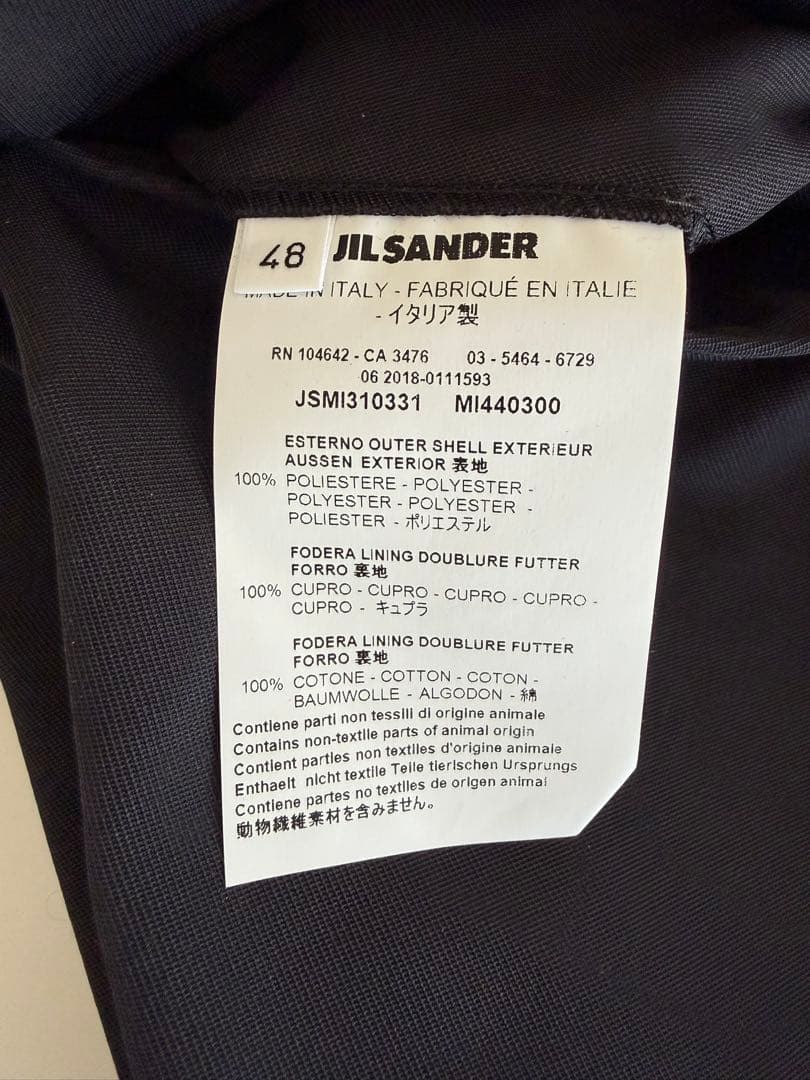 48
JIL SANDER
MADE IN ITALY - FABRIQUÉ EN ITALIE
- イタリア製
RN 104642 - CA 3476 03 - 5464 - 6729
06 2018-0111593
JSMI310331 MI440300
ESTERNO OUTER SHELL EXTERIEUR
AUSSEN EXTERIOR 表地
100% POLIESTERE - POLYESTER -
POLYESTER - POLYESTER -
POLIESTER - ポリエステル
FODERA LINING DOUBLURE FUTTER
FORRO 裏地
100% CUPRO - CUPRO - CUPRO - CUPRO -
CUPRO - キュプラ
FODERA LINING DOUBLURE FUTTER
FORRO 裏地
100% COTONE - COTTON - COTON -
BAUMWOLLE - ALGODON - 綿
Contiene parti non tessili di origine animale
Contains non-textile parts of animal origin
Contient parties non textiles d'origine animale
Enthaelt nicht textile Teile tierischen Ursprungs
Contiene partes no textiles de origen animal
動物繊維素材を含みません。